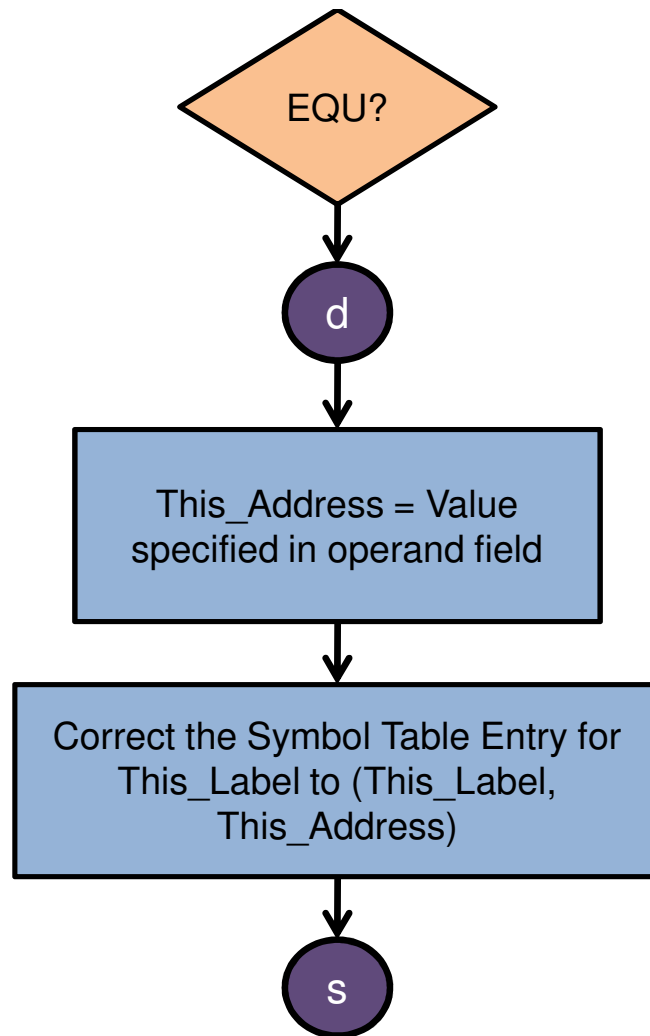 EQU?
d
This_Address = Value
specified in operand field
Correct the Symbol Table Entry for
This_Label to (This_Label,
This_Address)
s